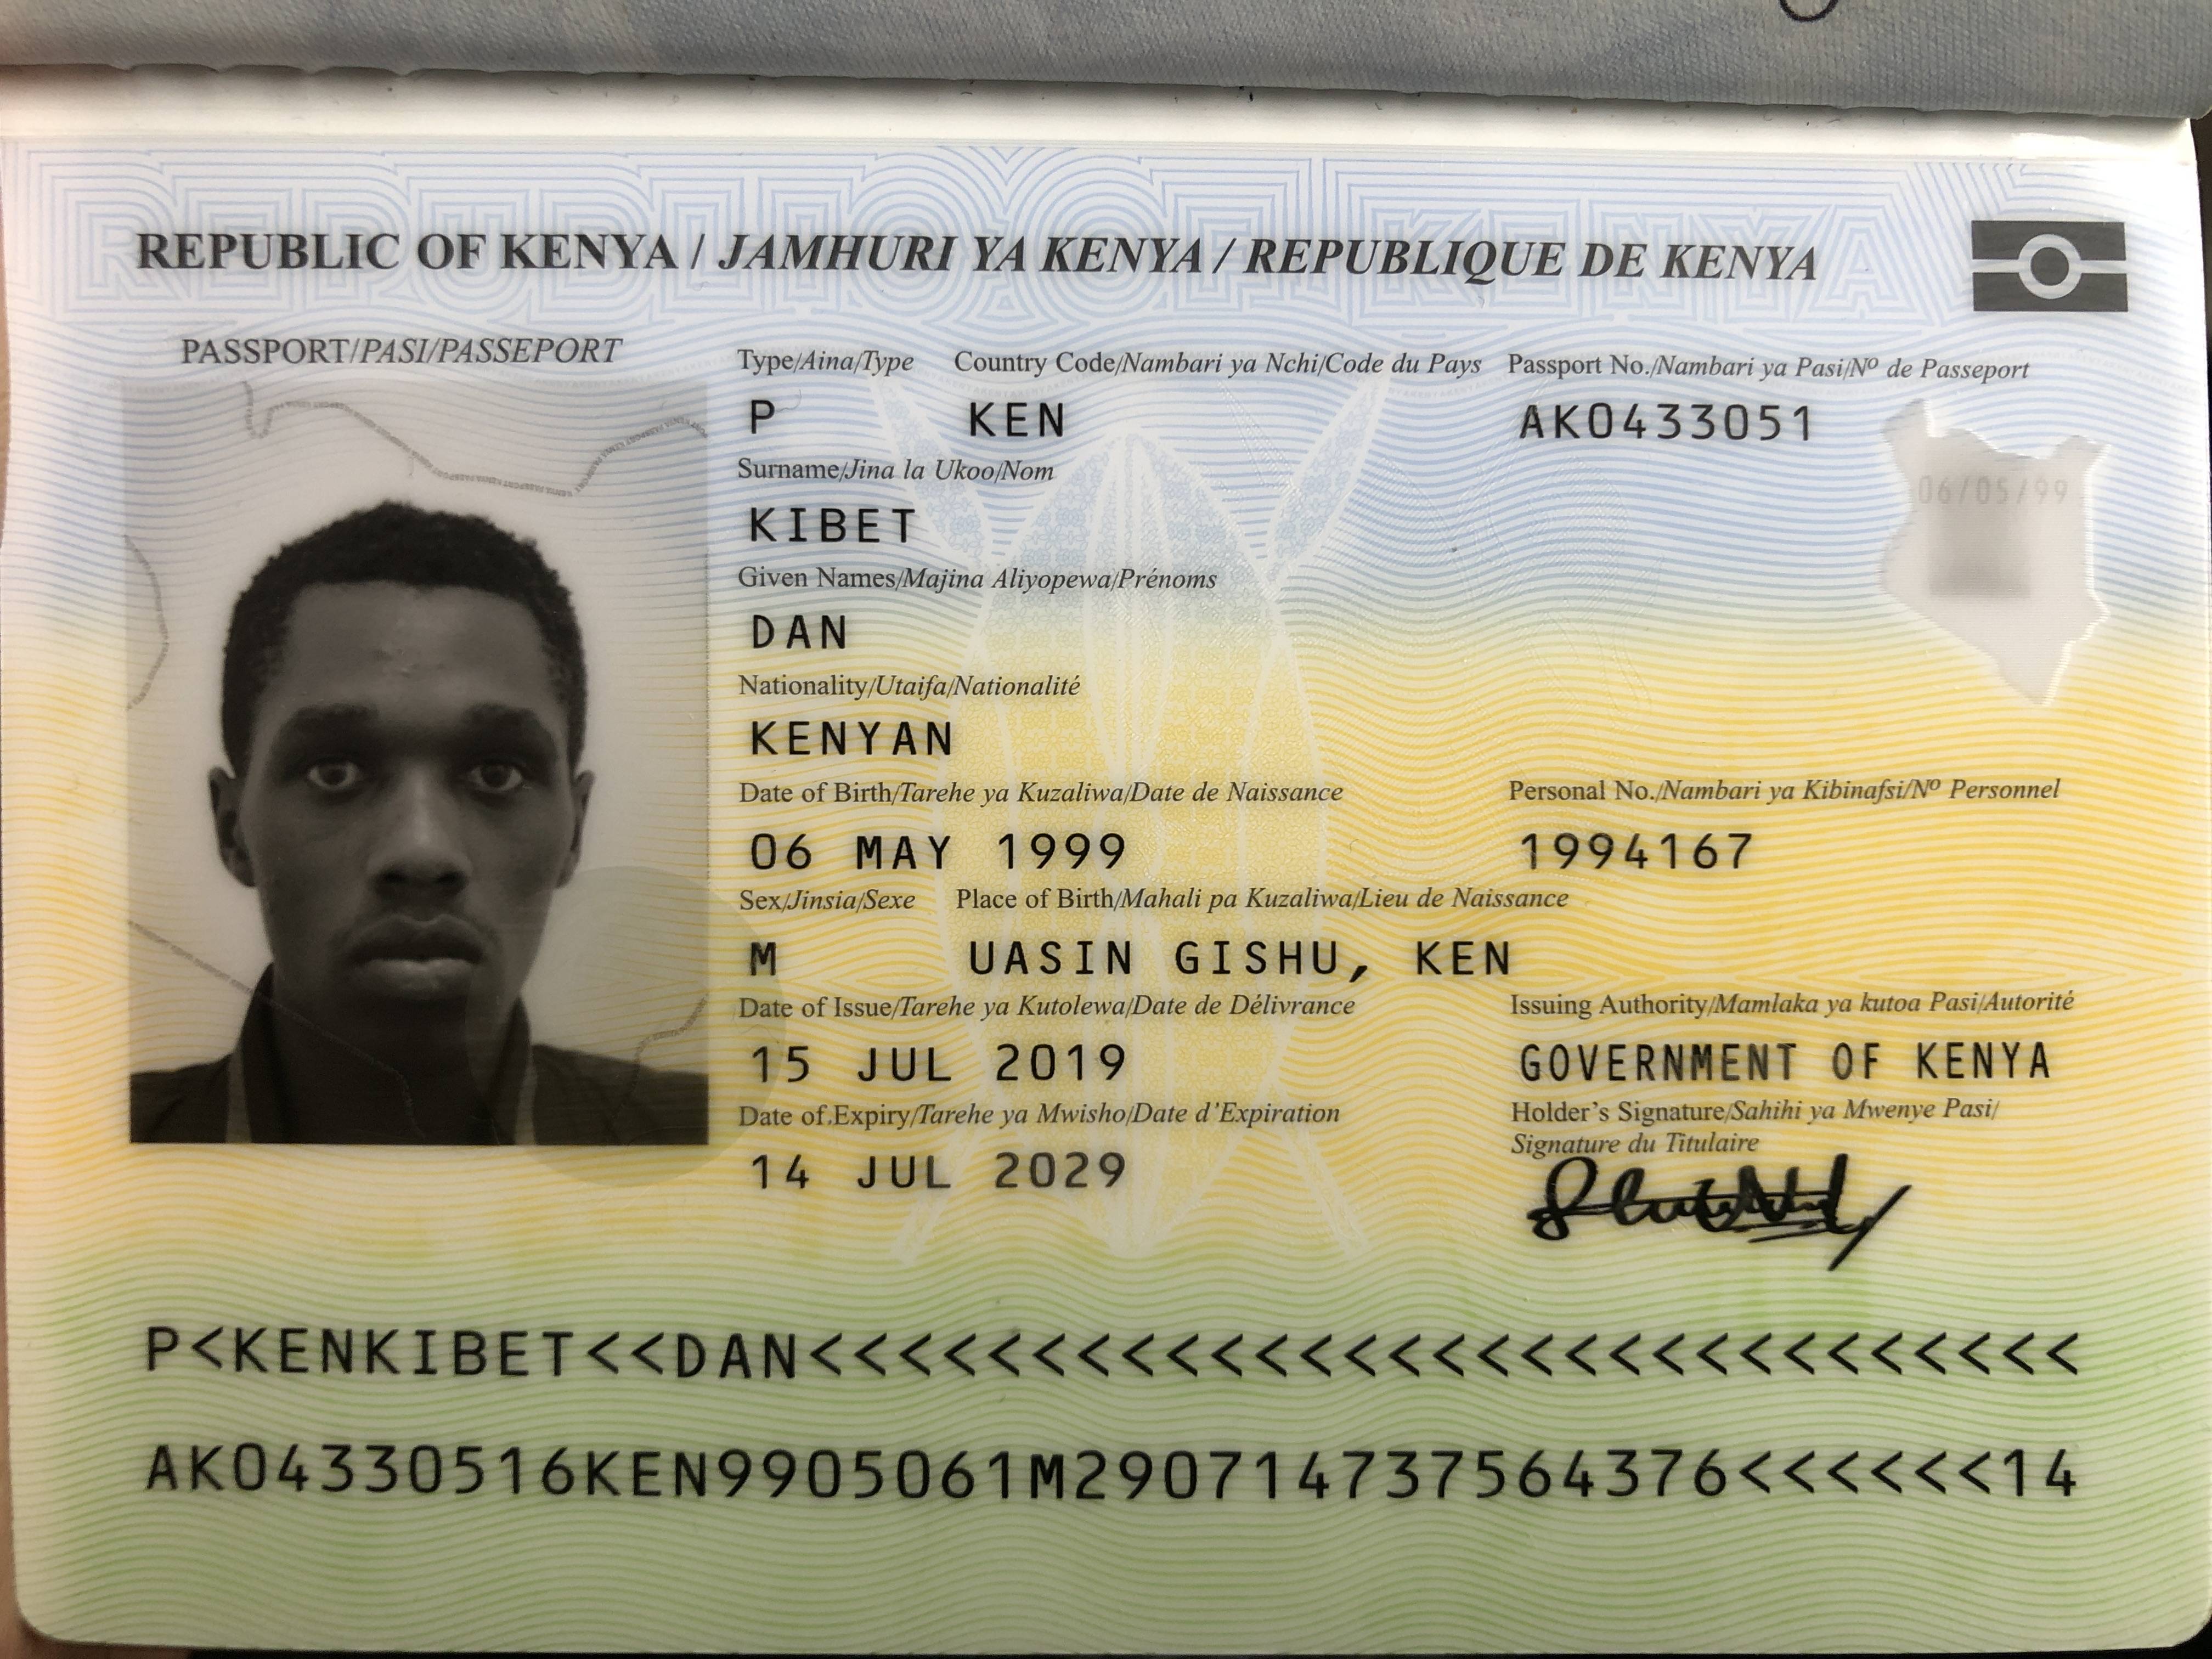 REPUBLIC OF KENYA / JAMHURI YA KENYA / REPUBLIQUE DE KENYA
PASSPORT/PASI/PASSEPORT
Type/Aina/Type Country Code/Nambari ya Nchi/Code du Pays Passport No./Nambari ya Pasi/Nº de Passeport
P KEN AK0433051
Surname/Jina la Ukoo/Nom
06/05/99
KIBET
Given Names/Majina Aliyopewa/Prénoms
DAN
Nationality/Utaifa/Nationalité
KENYAN
Date of Birth/Tarehe ya Kuzaliwa/Date de Naissance Personal No./Nambari ya Kibinafsi/Nº Personnel
06 MAY 1999 1994167
Sex/Jinsia/Sexe Place of Birth/Mahali pa Kuzaliwa/Lieu de Naissance
M UASIN GISHU, KEN
Date of Issue/Tarehe ya Kutolewa/Date de Délivrance Issuing Authority/Mamlaka ya kutoa Pasi/Autorité
15 JUL 2019 GOVERNMENT OF KENYA
Date of Expiry/Tarehe ya Mwisho/Date d'Expiration Holder's Signature/Sahihi ya Mwenye Pasi/
Signature du Titulaire
14 JUL 2029
P<KENKIBET<<DAN<<<<<<<<<<<<<<<<<<<<<<<<<<<<<
AK04330516KEN9905061M290714737564376<<<<<<14